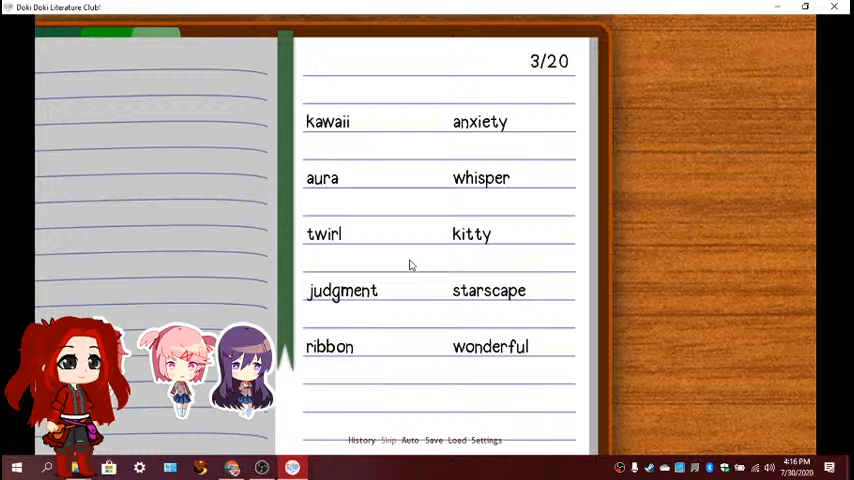 Doki Doki Literature Club!
3/20
kawaii anxiety
aura whisper
twirl kitty
judgment starscape
ribbon wonderful
History Skip Auto Save Load Settings
4:16 PM
7/30/2020